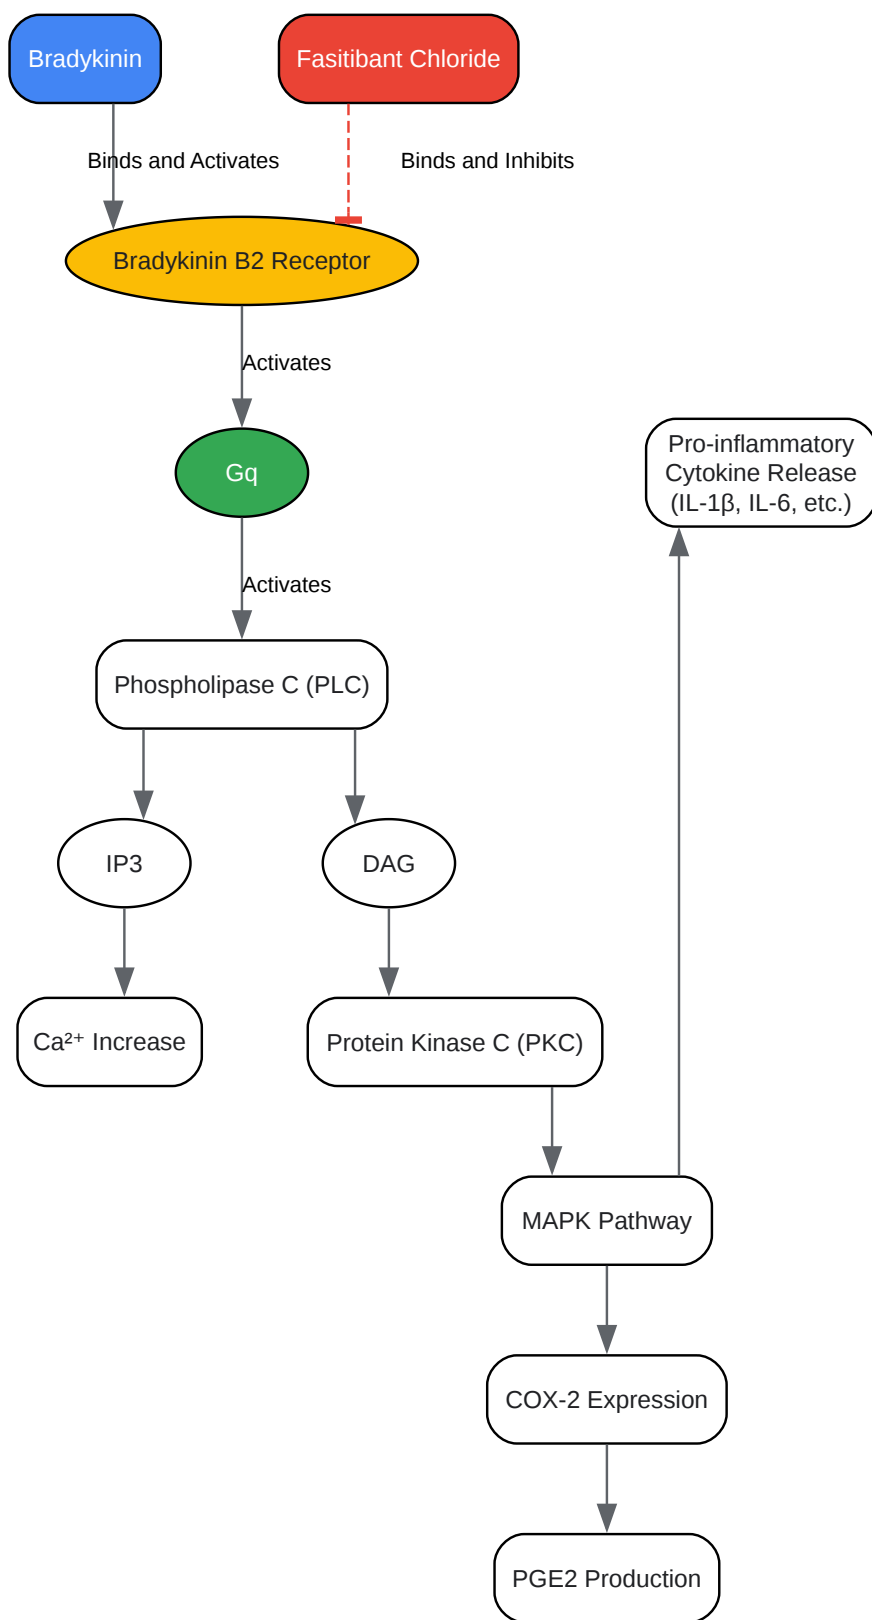 Bradykinin
Fasitibant Chloride
Binds and Activates
Binds and Inhibits
Bradykinin B2 Receptor
Activates
Gq
Pro-inflammatory
Cytokine Release
(IL-1β, IL-6, etc.)
Activates
Phospholipase C (PLC)
IP3
DAG
Ca²⁺ Increase
Protein Kinase C (PKC)
MAPK Pathway
COX-2 Expression
PGE2 Production